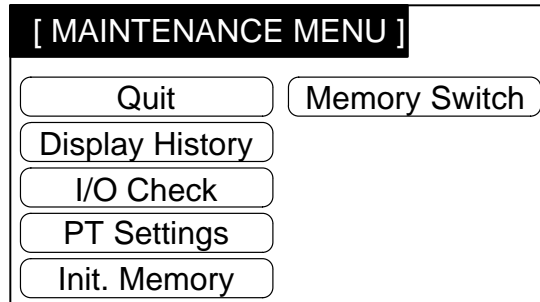 [ MAINTENANCE MENU ]
Quit
Memory Switch
Display History
I/O Check
PT Settings
Init. Memory